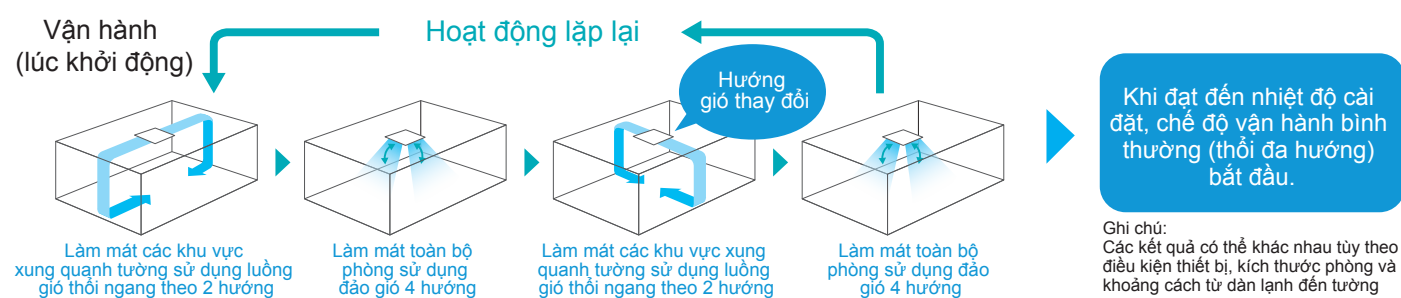 Vận hành
(lúc khởi động)
Hoạt động lặp lại
Hướng
gió thay đổi
Làm mát các khu vực
xung quanh tường sử dụng luồng
gió thổi ngang theo 2 hướng
Làm mát toàn bộ
phòng sử dụng
đảo gió 4 hướng
Làm mát các khu vực xung
quanh tường sử dụng luồng
gió thổi ngang theo 2 hướng
Làm mát toàn bộ
phòng sử dụng đảo
gió 4 hướng
Khi đạt đến nhiệt độ cài
đặt, chế độ vận hành bình
thường (thổi đa hướng)
bắt đầu.
Ghi chú:
Các kết quả có thể khác nhau tùy theo
điều kiện thiết bị, kích thước phòng và
khoảng cách từ dàn lạnh đến tường